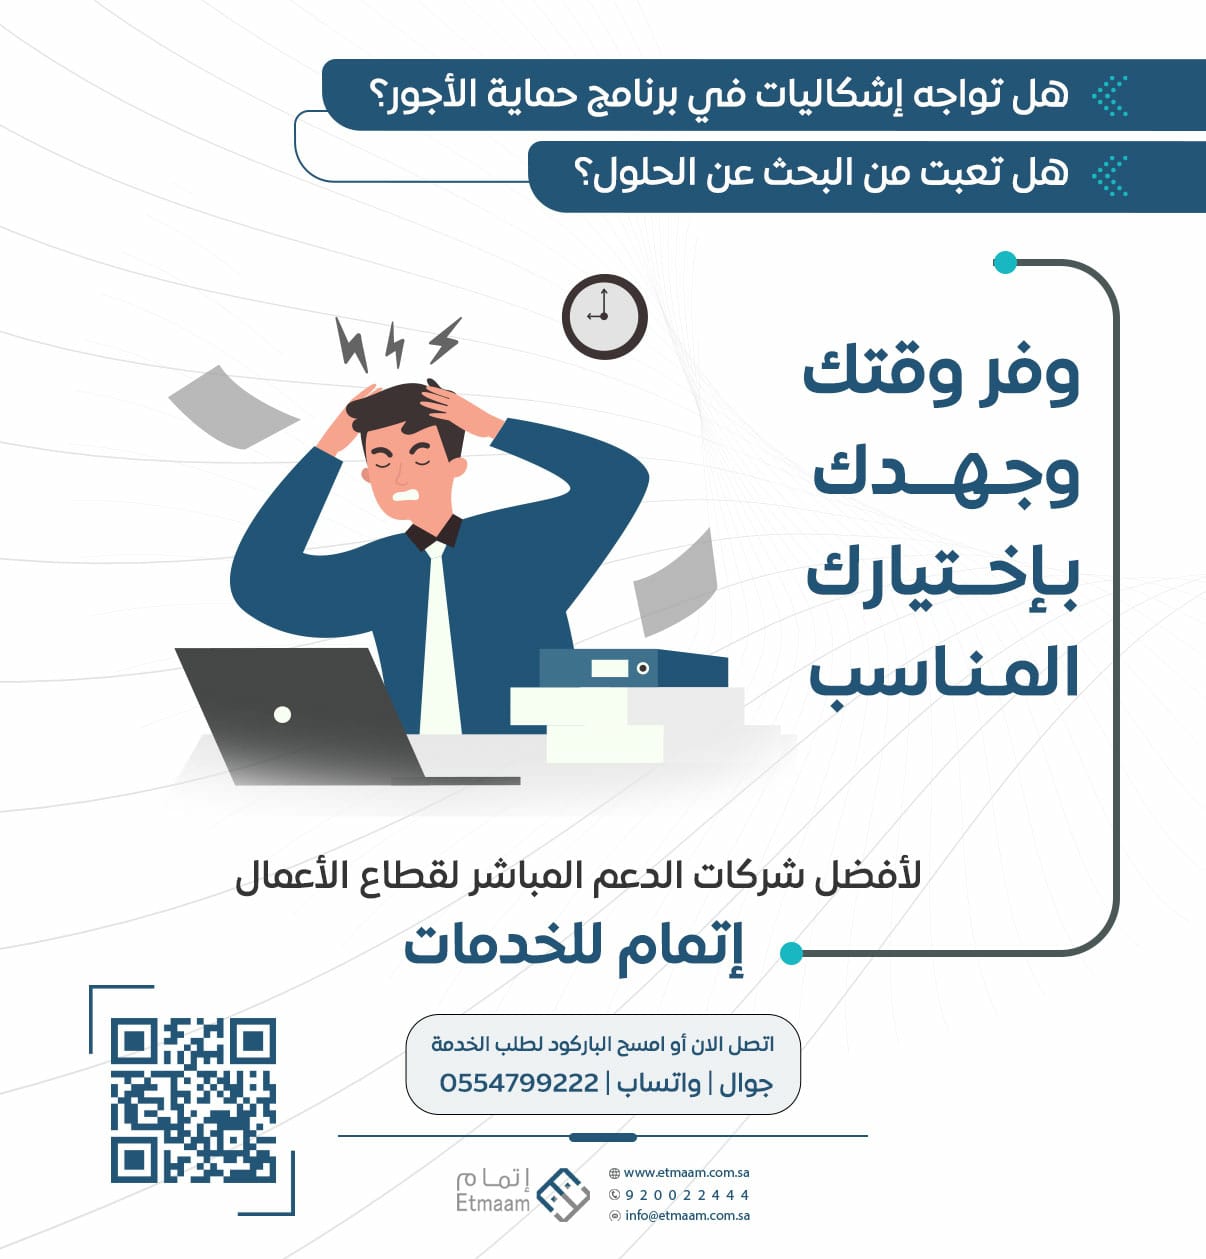 هل تواجه إشكاليات في برنامج حماية الأجور؟
هل تعبت من البحث عن الحلول؟
وفر وقتك
وجهدك
بإختيارك
المناسب
لأفضل شركات الدعم المباشر لقطاع الأعمال
إتمام للخدمات
اتصل الان أو امسح الباركود لطلب الخدمة
جوال | واتساب | 0554799222
إتمام
Etmaam
www.etmaam.com.sa
920022444
info@etmaam.com.sa